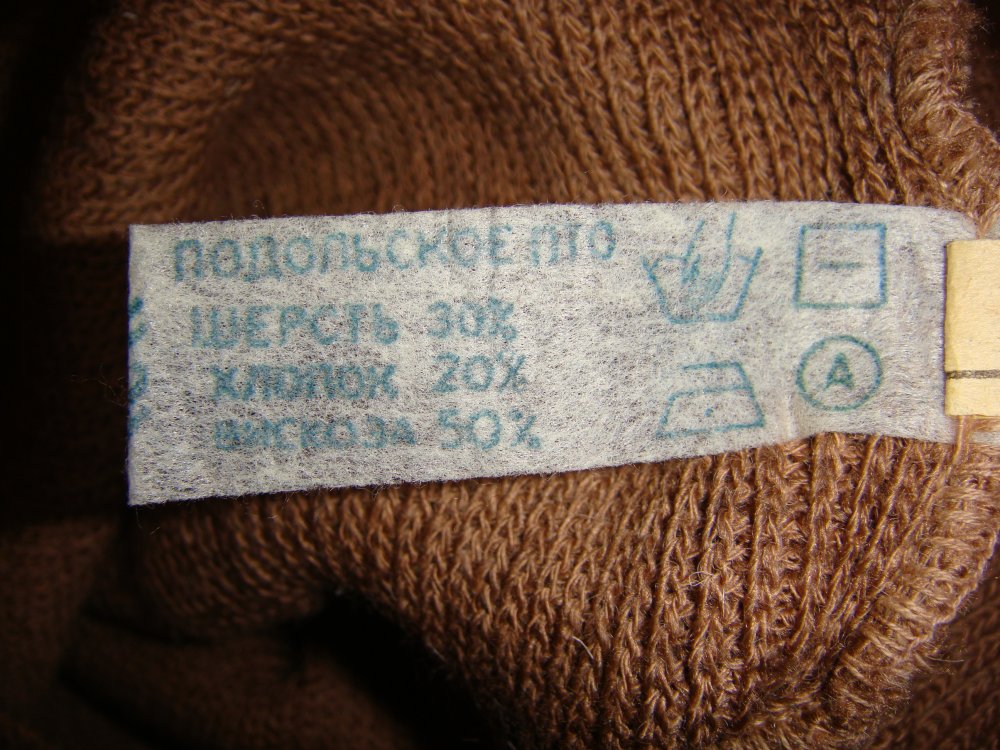 ПОДОЛЬСКОЕ ПТО
ШЕРСТЬ 30%
ХЛОПОК 20%
ВИСКОЗА 50%
А